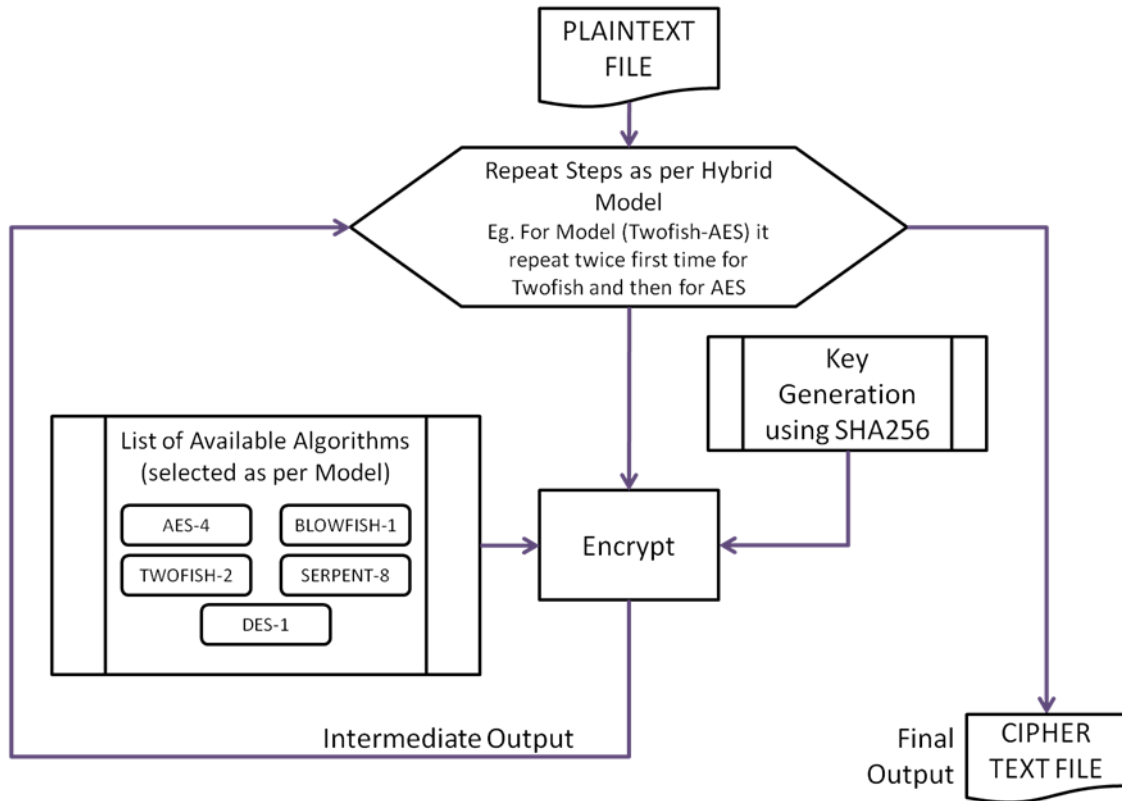 PLAINTEXT
FILE
Repeat Steps as per Hybrid
Model
Eg. For Model (Twofish-AES) it
repeat twice first time for
Twofish and then for AES
Key
Generation
using SHA256
List of Available Algorithms
(selected as per Model)
AES-4
BLOWFISH-1
TWOFISH-2
SERPENT-8
DES-1
Encrypt
Intermediate Output
Final
Output
CIPHER
TEXT FILE